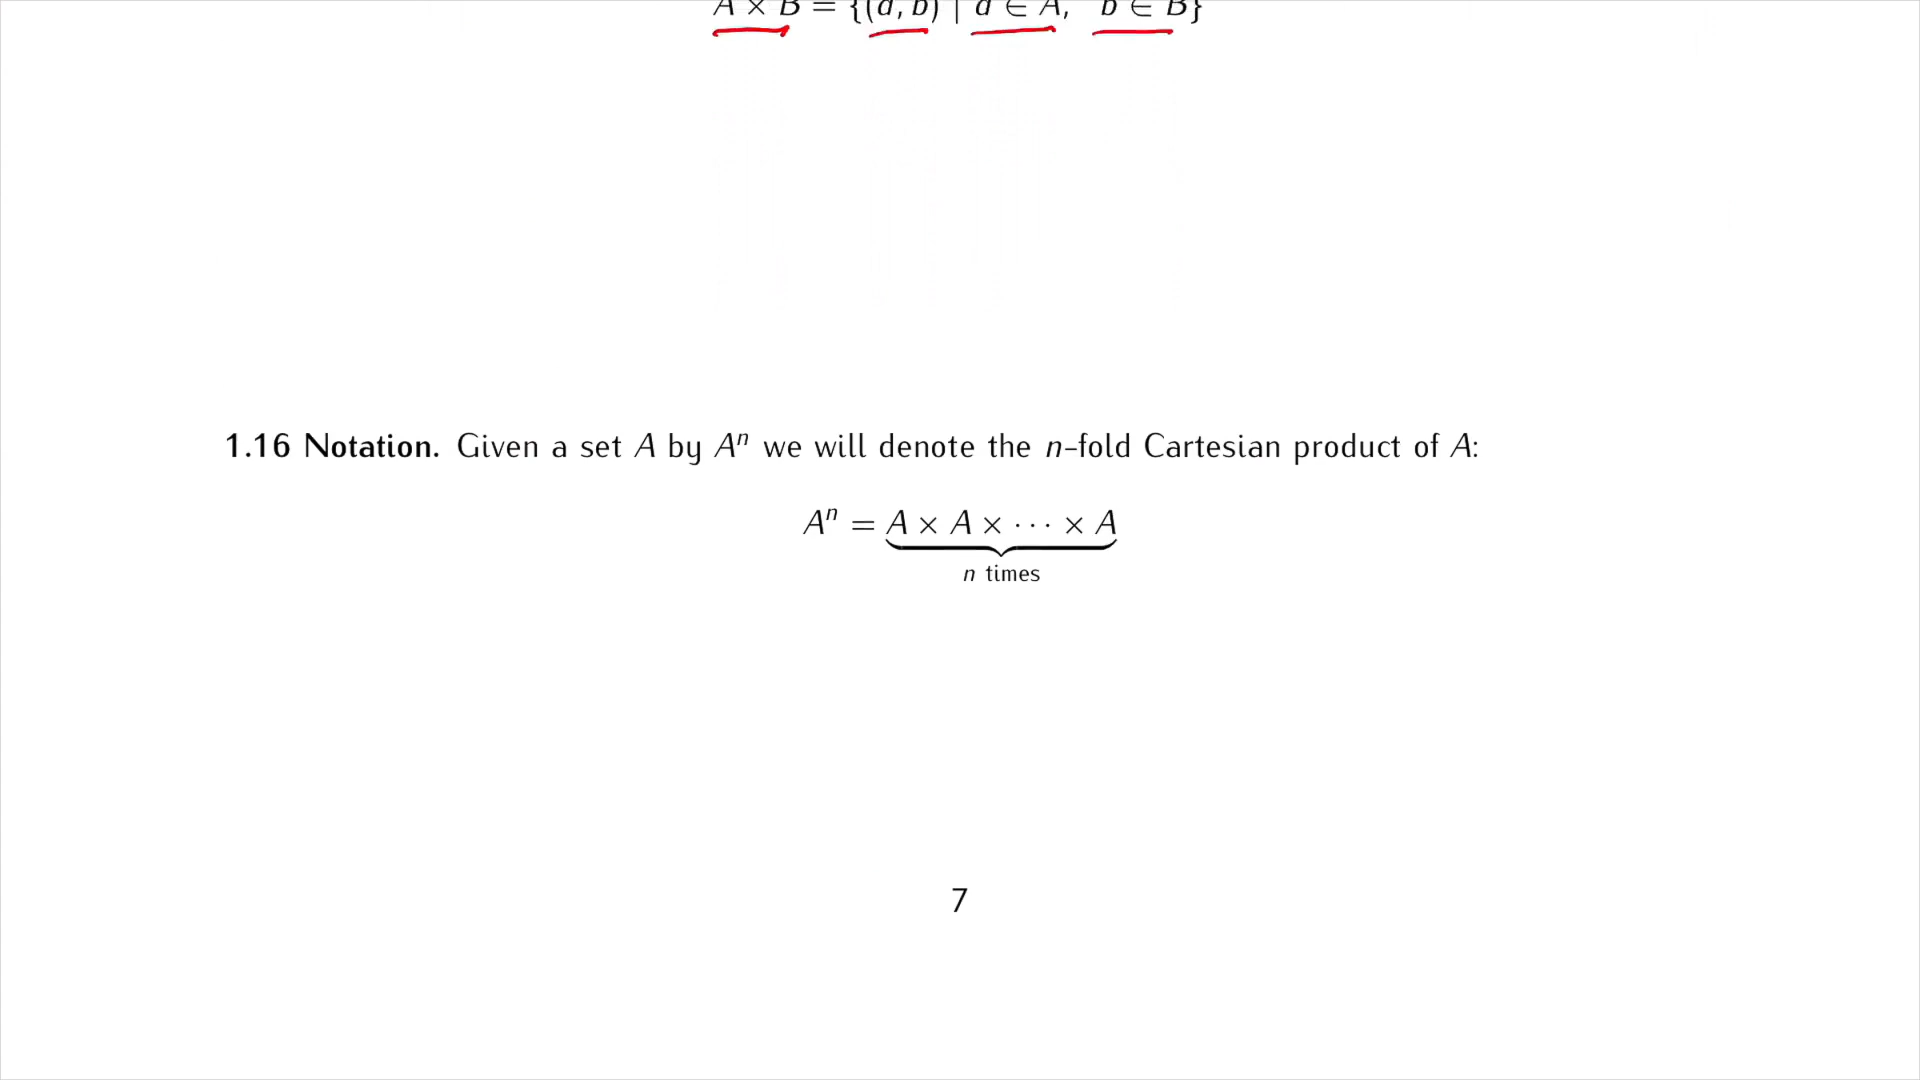 A × B = {(a, b) | a ∈ A, b ∈ B}
1.16 Notation. Given a set A by Aⁿ we will denote the n-fold Cartesian product of A:
Aⁿ = A × A × ··· × A
n times
7